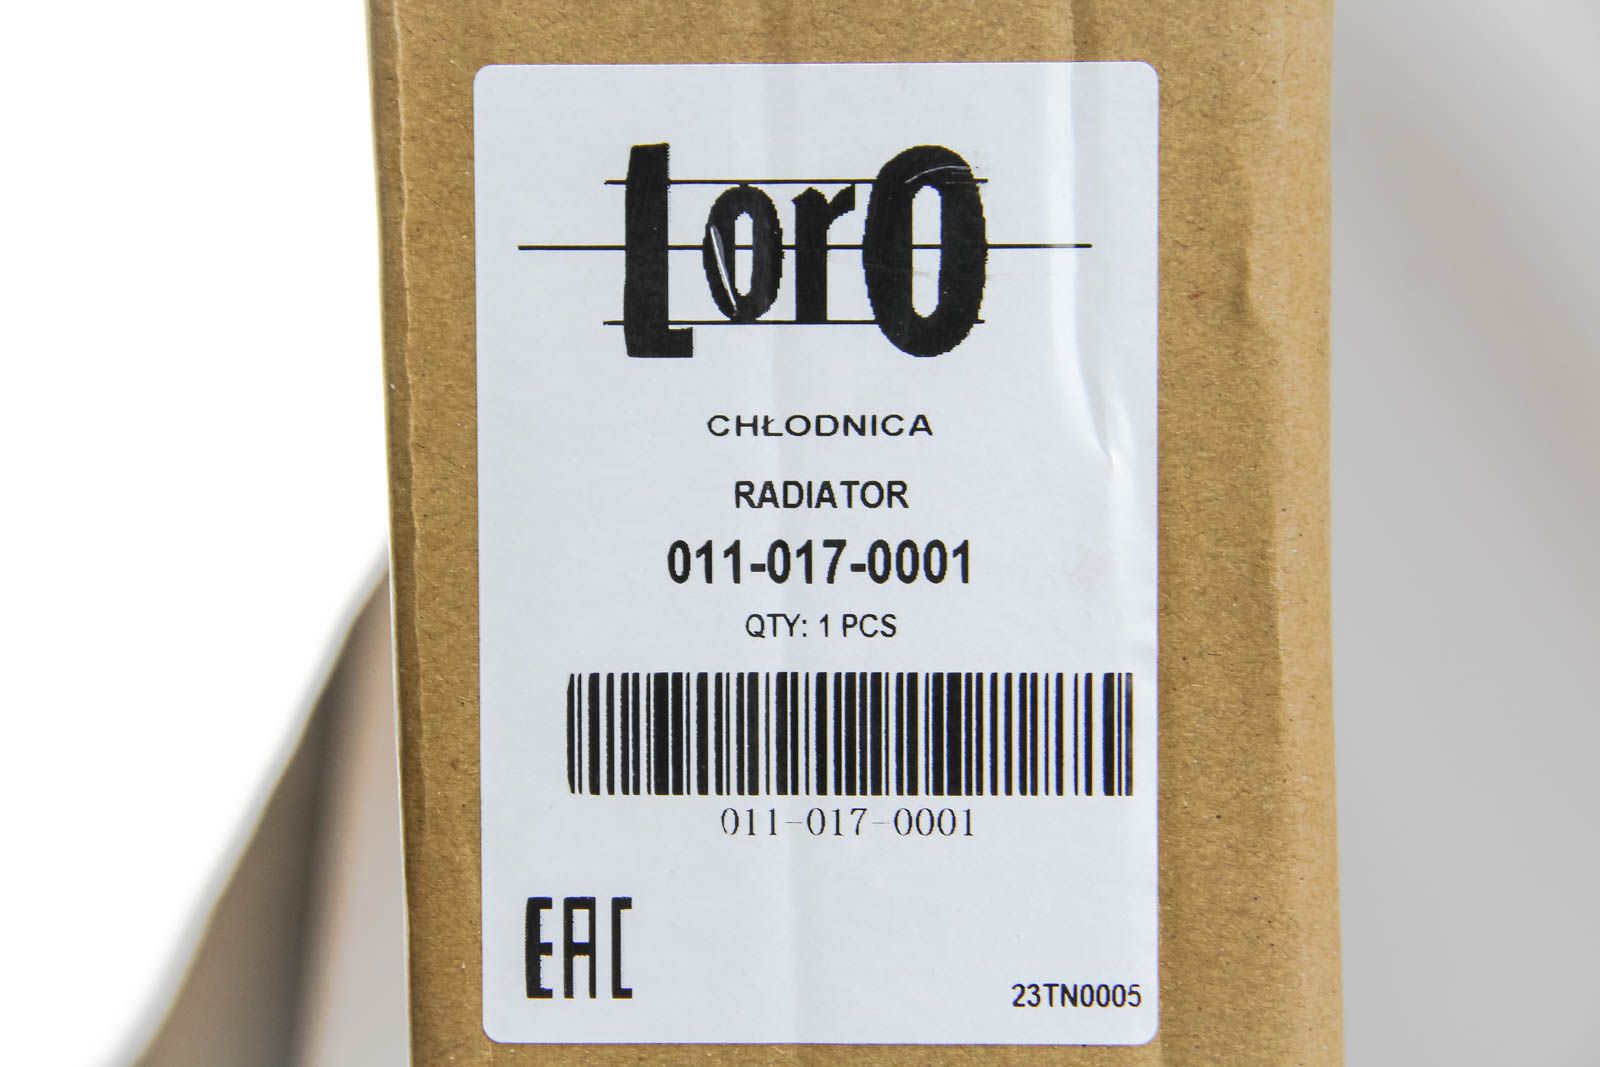 LorO
CHŁODNICA
RADIATOR
011-017-0001
QTY: 1 PCS
011-017-0001
EAC
23TN0005